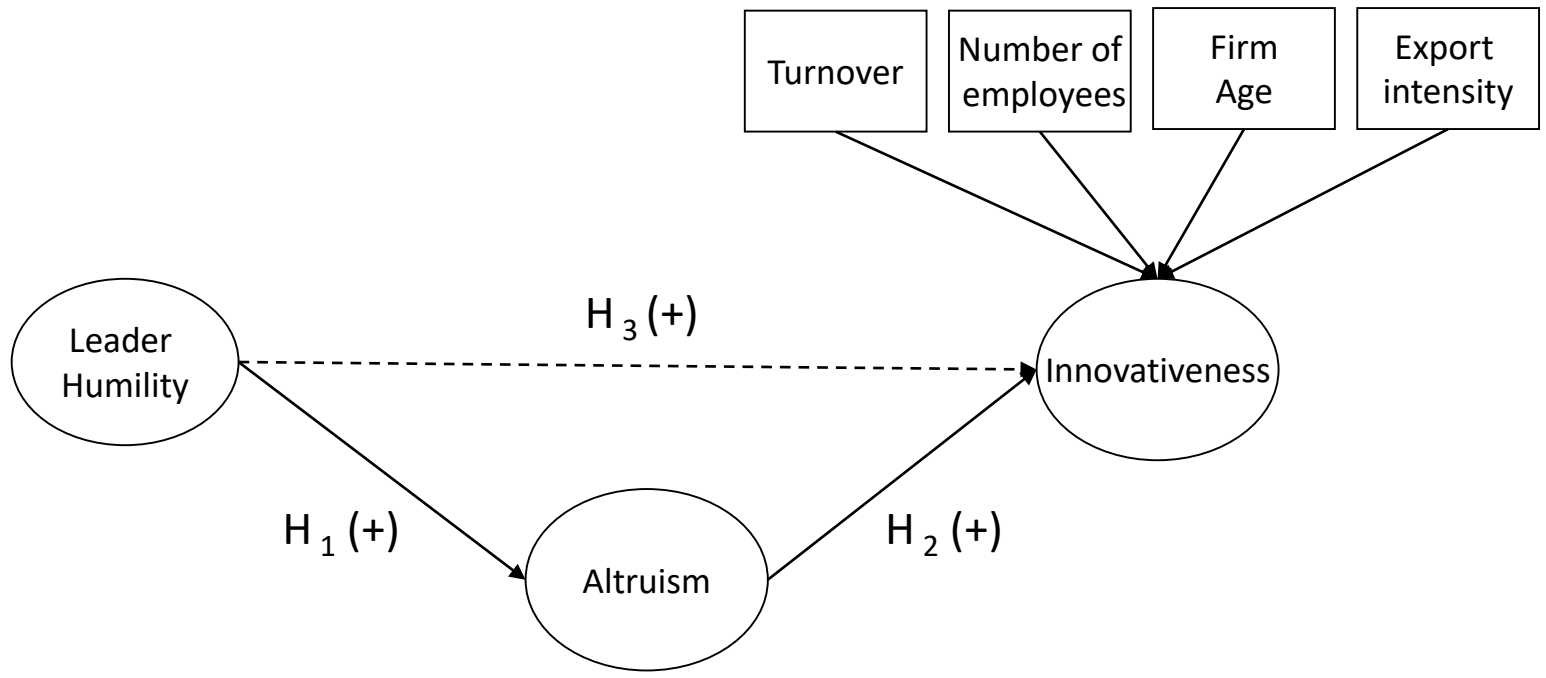 Turnover
Number of
employees
Firm
Age
Export
intensity
H 3 (+)
Leader
Humility
Innovativeness
H 1 (+)
H 2 (+)
Altruism